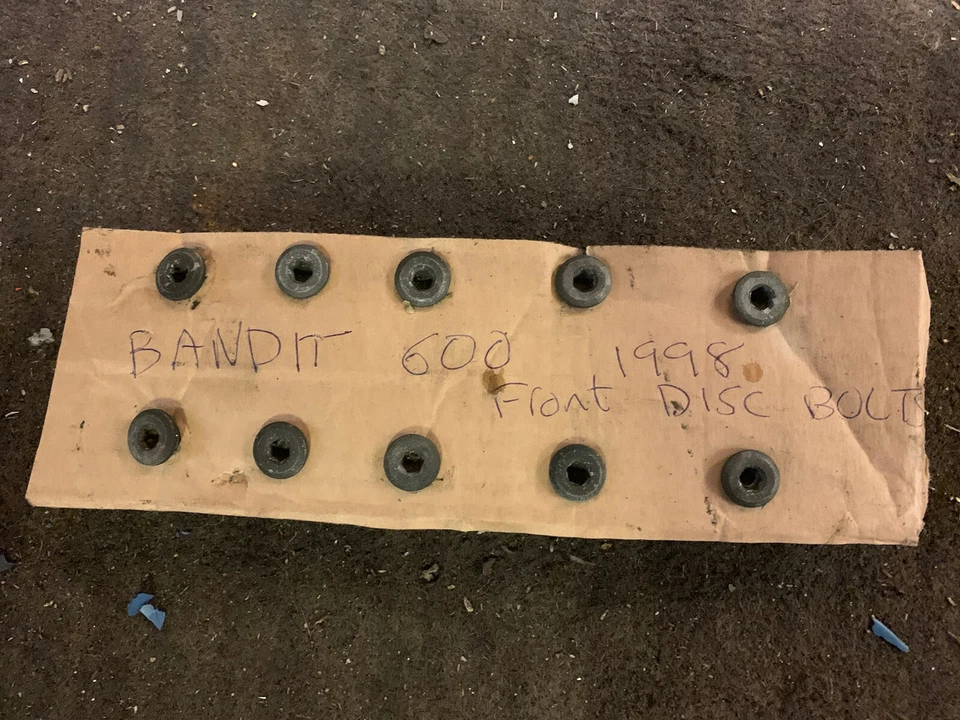 BANDIT 600 1998.
Front DISC BOLTS